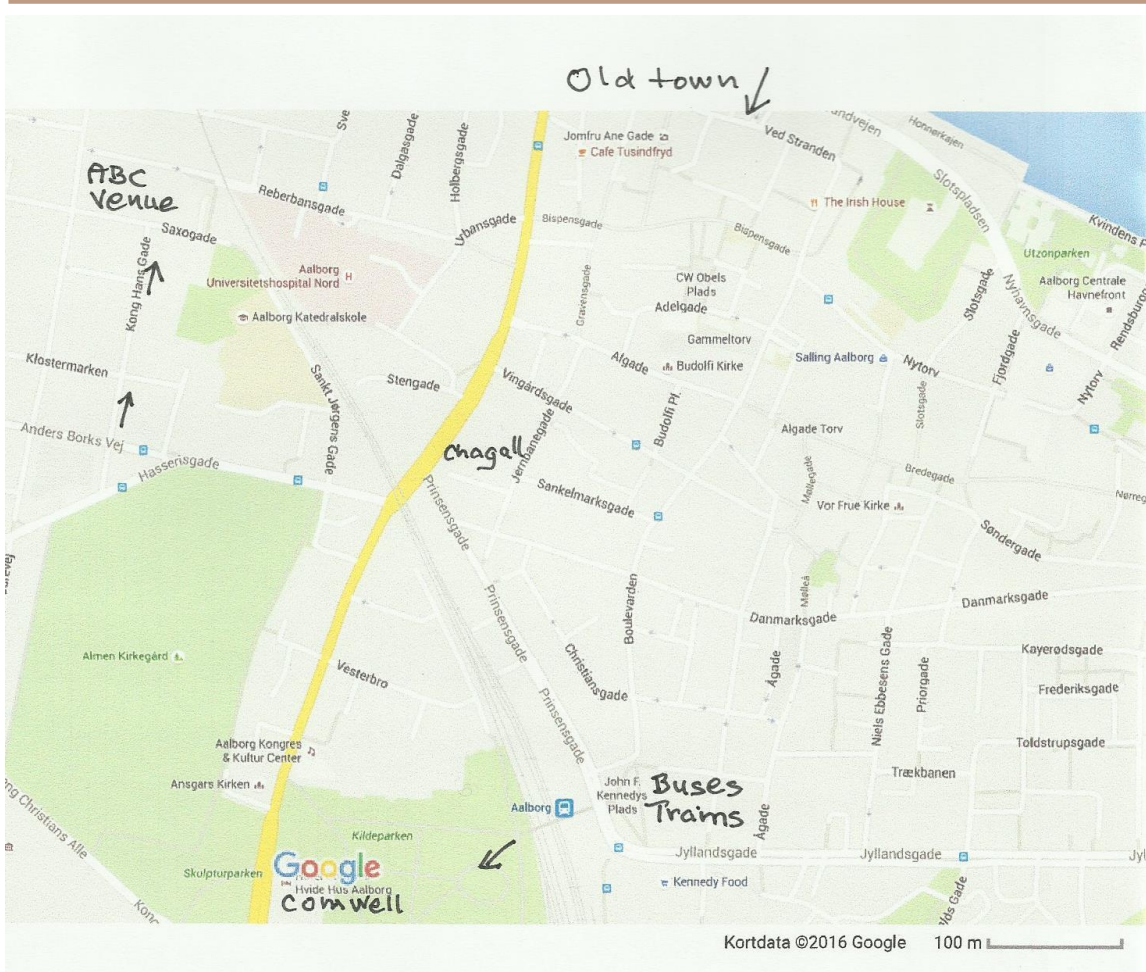 Old town
Ved Stranden
Honnørkajen
Jomfru Ane Gade
Cafe Tusindfryd
Dalgasgade
Holbergsgade
ABC
Venue
Reberbansgade
The Irish House
Slotspladsen
Saxogade
Urbansgade
Bispensgade
Bispensgade
Utzonparken
Kong Hans Gade
Aalborg
Universitetshospital Nord
CW Obels
Plads
Aalborg Centrale
Havnefront
Gravensgade
Adelgade
Slotsgade
Nyhavnsgade
Aalborg Katedralskole
Gammeltorv
Fjordgade
Klostermarken
Stengade
Vingårdsgade
Algade
Budolfi Kirke
Salling Aalborg
Nytorv
Nytorv
Sankt Jørgens Gade
Budolfi Pl.
Slotsgade
Anders Borks Vej
Chagall
Jernbanegade
Algade Torv
Hasserisgade
Prinsensgade
Sankelmarksgade
Møllegade
Bredegade
Vor Frue Kirke
Søndergade
Prinsensgade
Boulevarden
Mølleå
Danmarksgade
Danmarksgade
Almen Kirkegård
Vesterbro
Christiansgade
Prinsensgade
Ågade
Niels Ebbesens Gade
Priorgade
Kayerødsgade
Frederiksgade
Aalborg Kongres
& Kultur Center
Toldstrupsgade
Ansgars Kirken
John F.
Kennedys
Plads
Buses
Trams
Trækbanen
Aalborg
Ågade
Kildeparken
Jyllandsgade
Jyllandsgade
Skulpturparken
Google
Hvide Hus Aalborg
Comwell
Kennedy Food
Kortdata ©2016 Google
100 m